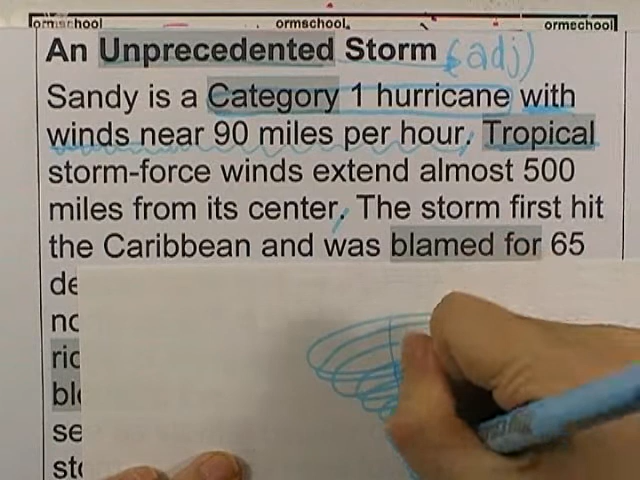 ormschool ormschool. ormschool
An Unprecedented Storm (adj)
Sandy is a Category 1 hurricane with
winds near 90 miles per hour. Tropical
storm-force winds extend almost 500
miles from its center. The storm first hit
the Caribbean and was blamed for 65